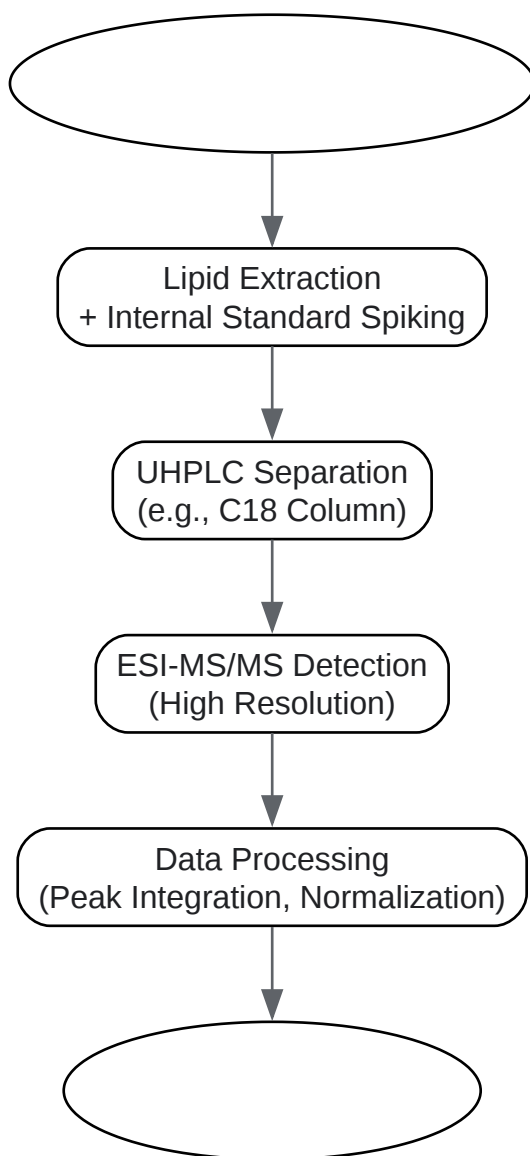 Lipid Extraction
+ Internal Standard Spiking
UHPLC Separation
(e.g., C18 Column)
ESI-MS/MS Detection
(High Resolution)
Data Processing
(Peak Integration, Normalization)